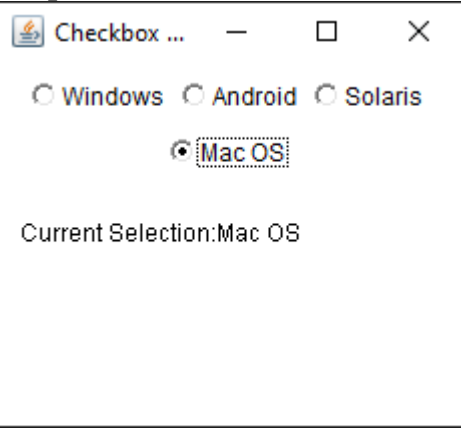 Checkbox ...
Windows Android Solaris
Mac OS
Current Selection:Mac OS